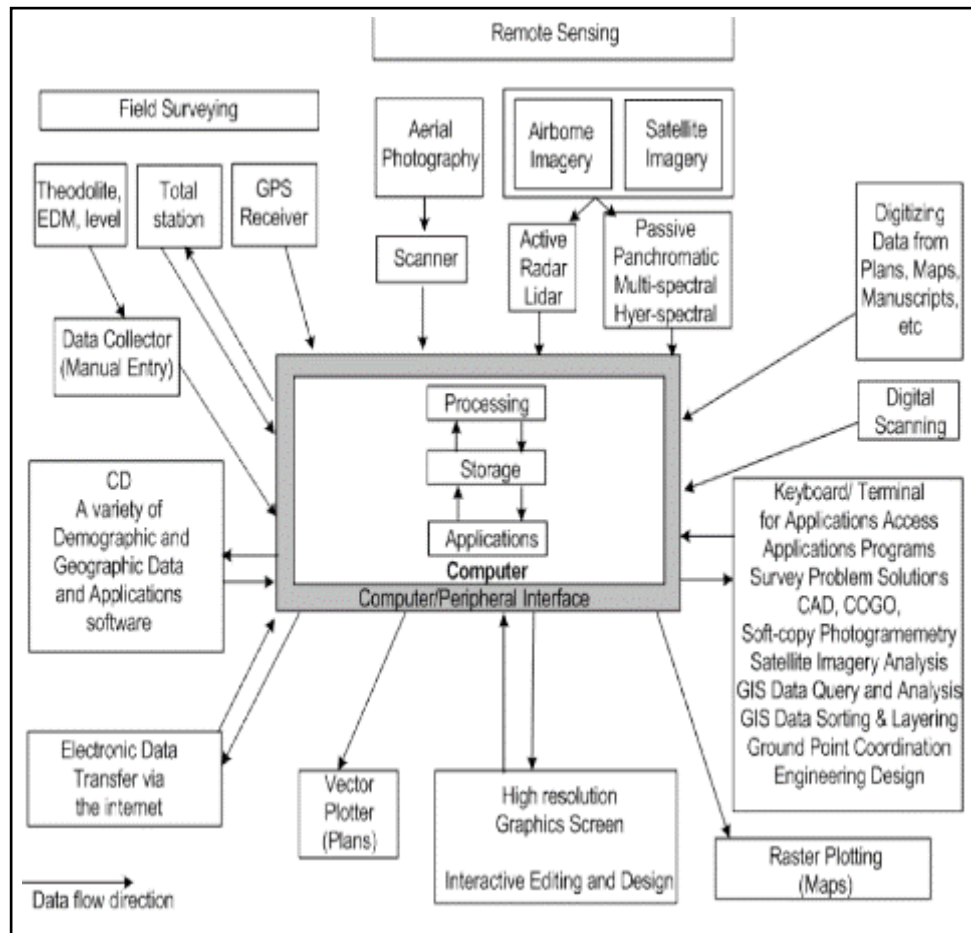 Remote Sensing
Field Surveying
Theodolite,
EDM, level
Total
station
GPS
Receiver
Aerial
Photography
Airborne
Imagery
Satellite
Imagery
Scanner
Active
Radar
Lidar
Passive
Panchromatic
Multi-spectral
Hyer-spectral
Digitizing
Data from
Plans, Maps,
Manuscripts,
etc
Data Collector
(Manual Entry)
Digital
Scanning
Processing
Storage
Applications
Computer
Computer/Peripheral Interface
CD
A variety of
Demographic and
Geographic Data
and Applications
software
Keyboard/ Terminal
for Applications Access
Applications Programs
Survey Problem Solutions
CAD, COGO,
Soft-copy Photogramemetry
Satellite Imagery Analysis
GIS Data Query and Analysis
GIS Data Sorting & Layering
Ground Point Coordination
Engineering Design
Electronic Data
Transfer via
the internet
Vector
Plotter
(Plans)
High resolution
Graphics Screen
Interactive Editing and Design
Raster Plotting
(Maps)
Data flow direction